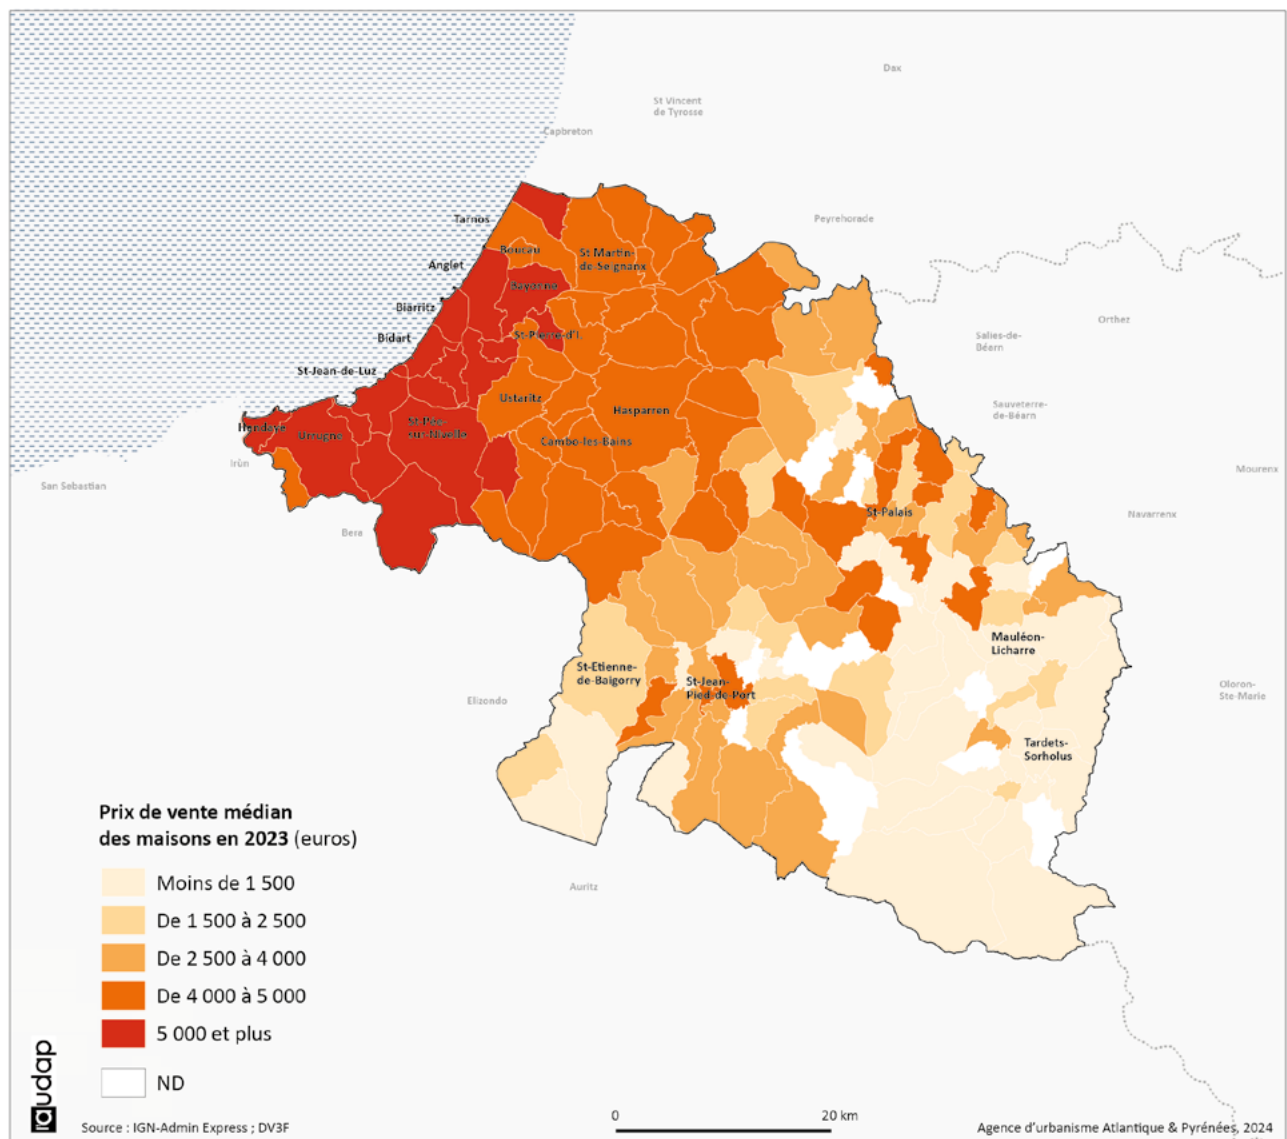 Dax
St Vincent
de Tyrosse
Capbreton
Tarnos
Peyrehorade
Boucau
St Martin-
de-Seignanx
Anglet
Bayonne
Biarritz
Orthez
Bidart
St-Pierre-d'I.
Salies-de-
Béarn
St-Jean-de-Luz
Ustaritz
Hasparren
Sauveterre-
de-Béarn
Hendaye
Urrugne
St-Pée-
sur-Nivelle
Cambo-les-Bains
Irùn
Mourenx
San Sebastian
St-Palais
Navarrenx
Bera
Mauléon-
Licharre
St-Etienne-
de-Baigorry
St-Jean-
Pied-de-Port
Elizondo
Oloron-
Ste-Marie
Tardets-
Sorholus
Prix de vente médian
des maisons en 2023 (euros)
Moins de 1 500
De 1 500 à 2 500
De 2 500 à 4 000
De 4 000 à 5 000
5 000 et plus
ND
Auritz
l'audap
0 20 km
Source : IGN-Admin Express ; DV3F
Agence d'urbanisme Atlantique & Pyrénées, 2024